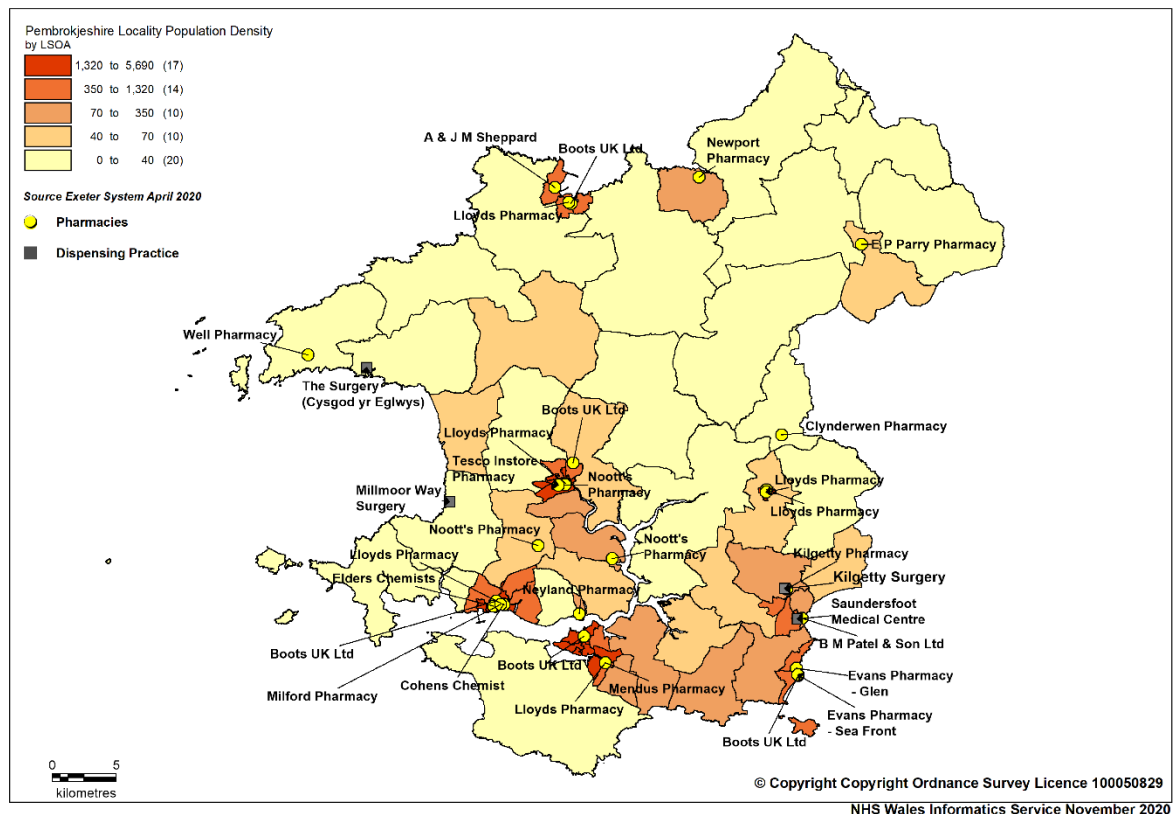 Pembrokjeshire Locality Population Density
by LSOA
1,320 to 5,690 (17)
350 to 1,320 (14)
70 to 350 (10)
40 to 70 (10)
0 to 40 (20)
Source Exeter System April 2020
Pharmacies
Dispensing Practice
A & J M Sheppard
Boots UK Ltd
Lloyds Pharmacy
Newport
Pharmacy
E P Parry Pharmacy
Well Pharmacy
The Surgery
(Cysgod yr Eglwys)
Boots UK Ltd
Lloyds Pharmacy
Tesco Instore
Pharmacy
Noott's
Pharmacy
Clynderwen Pharmacy
Millmoor Way
Surgery
Lloyds Pharmacy
Lloyds Pharmacy
Noott's Pharmacy
Noott's
Pharmacy
Kilgetty Pharmacy
Kilgetty Surgery
Lloyds Pharmacy
Elders Chemists
Neyland Pharmacy
Saundersfoot
Medical Centre
B M Patel & Son Ltd
Boots UK Ltd
Milford Pharmacy
Cohens Chemist
Boots UK Ltd
Lloyds Pharmacy
Mendus Pharmacy
Evans Pharmacy
- Glen
Evans Pharmacy
- Sea Front
Boots UK Ltd
0 5
kilometres
© Copyright Copyright Ordnance Survey Licence 100050829
NHS Wales Informatics Service November 2020